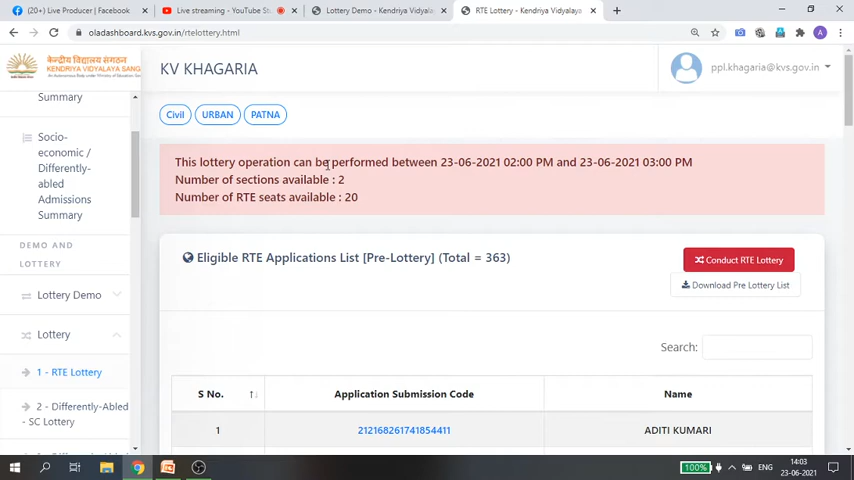 (20+) Live Producer | Facebook
Live streaming - YouTube Stu
Lottery Demo - Kendriya Vidyala
RTE Lottery - Kendriya Vidyalaya
oladashboard.kvs.gov.in/rtelottery.html
केन्द्रीय विद्यालय संगठन
KENDRIYA VIDYALAYA SANG
KV KHAGARIA
ppl.khagaria@kvs.gov.in
Summary
Civil
URBAN
PATNA
Socio-
economic /
Differently-
abled
Admissions
Summary
This lottery operation can be performed between 23-06-2021 02:00 PM and 23-06-2021 03:00 PM
Number of sections available : 2
Number of RTE seats available : 20
DEMO AND
LOTTERY
Lottery Demo
Lottery
1 - RTE Lottery
2 - Differently-Abled
- SC Lottery
Eligible RTE Applications List [Pre-Lottery] (Total = 363)
Conduct RTE Lottery
Download Pre Lottery List
Search:
S No.
Application Submission Code
Name
1
212168261741854411
ADITI KUMARI
100%
ENG
14:03
23-06-2021